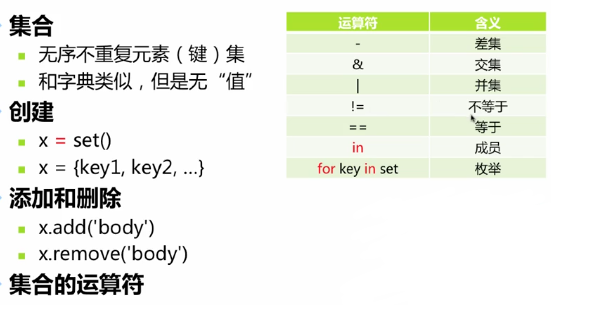 集合
无序不重复元素（键）集
和字典类似，但是无“值”
创建
x = set()
x = {key1, key2, …}
添加和删除
x.add('body')
x.remove('body')
集合的运算符
运算符 含义
- 差集
& 交集
| 并集
!= 不等于
== 等于
in 成员
for key in set 枚举